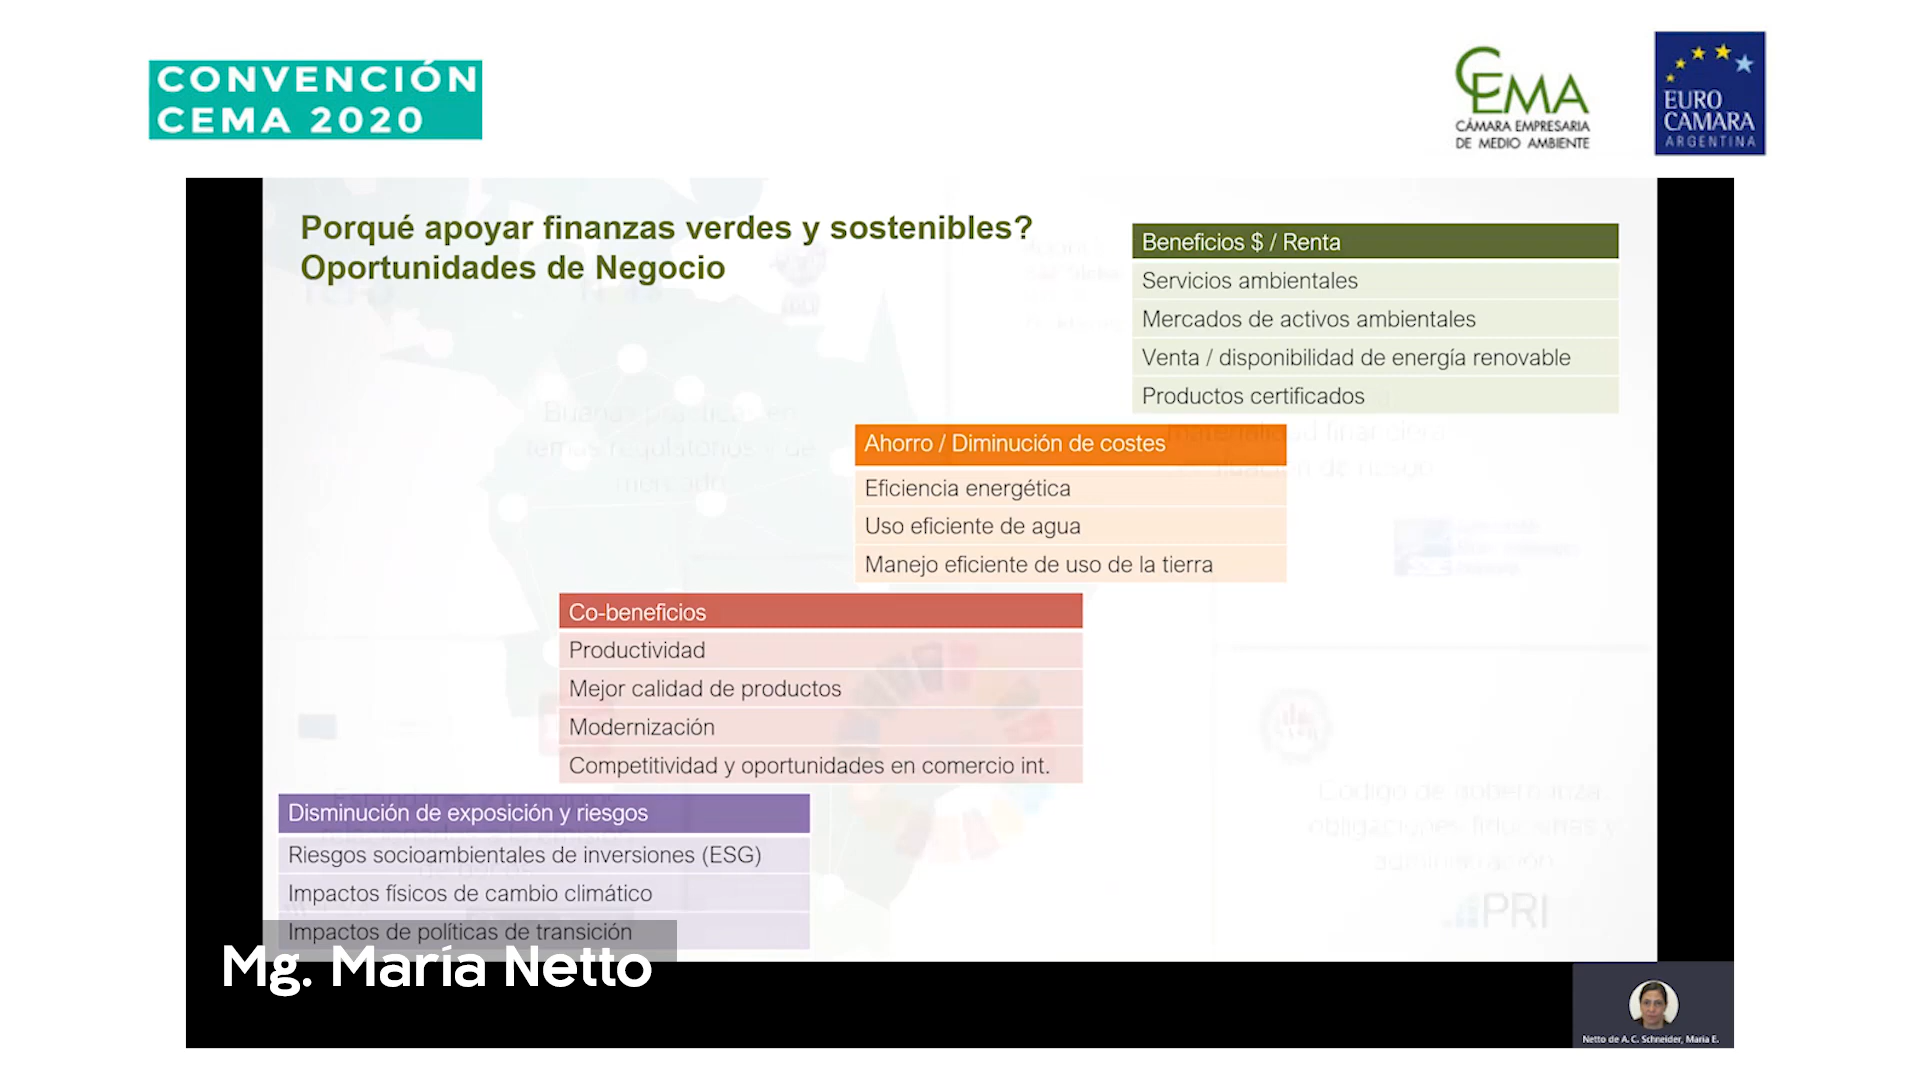 CONVENCIÓN
CEMA 2020
CEMA
CÁMARA EMPRESARIA
DE MEDIO AMBIENTE
EURO
CAMARA
ARGENTINA
Porqué apoyar finanzas verdes y sostenibles?
Oportunidades de Negocio
Beneficios $ / Renta
Servicios ambientales
Mercados de activos ambientales
Venta / disponibilidad de energía renovable
Productos certificados
Ahorro / Diminución de costes
Eficiencia energética
Uso eficiente de agua
Manejo eficiente de uso de la tierra
Co-beneficios
Productividad
Mejor calidad de productos
Modernización
Competitividad y oportunidades en comercio int.
Disminución de exposición y riesgos
Riesgos socioambientales de inversiones (ESG)
Impactos físicos de cambio climático
Impactos de políticas de transición
PRI
Mg. María Netto
Netto de A. C. Schneider, Maria E.